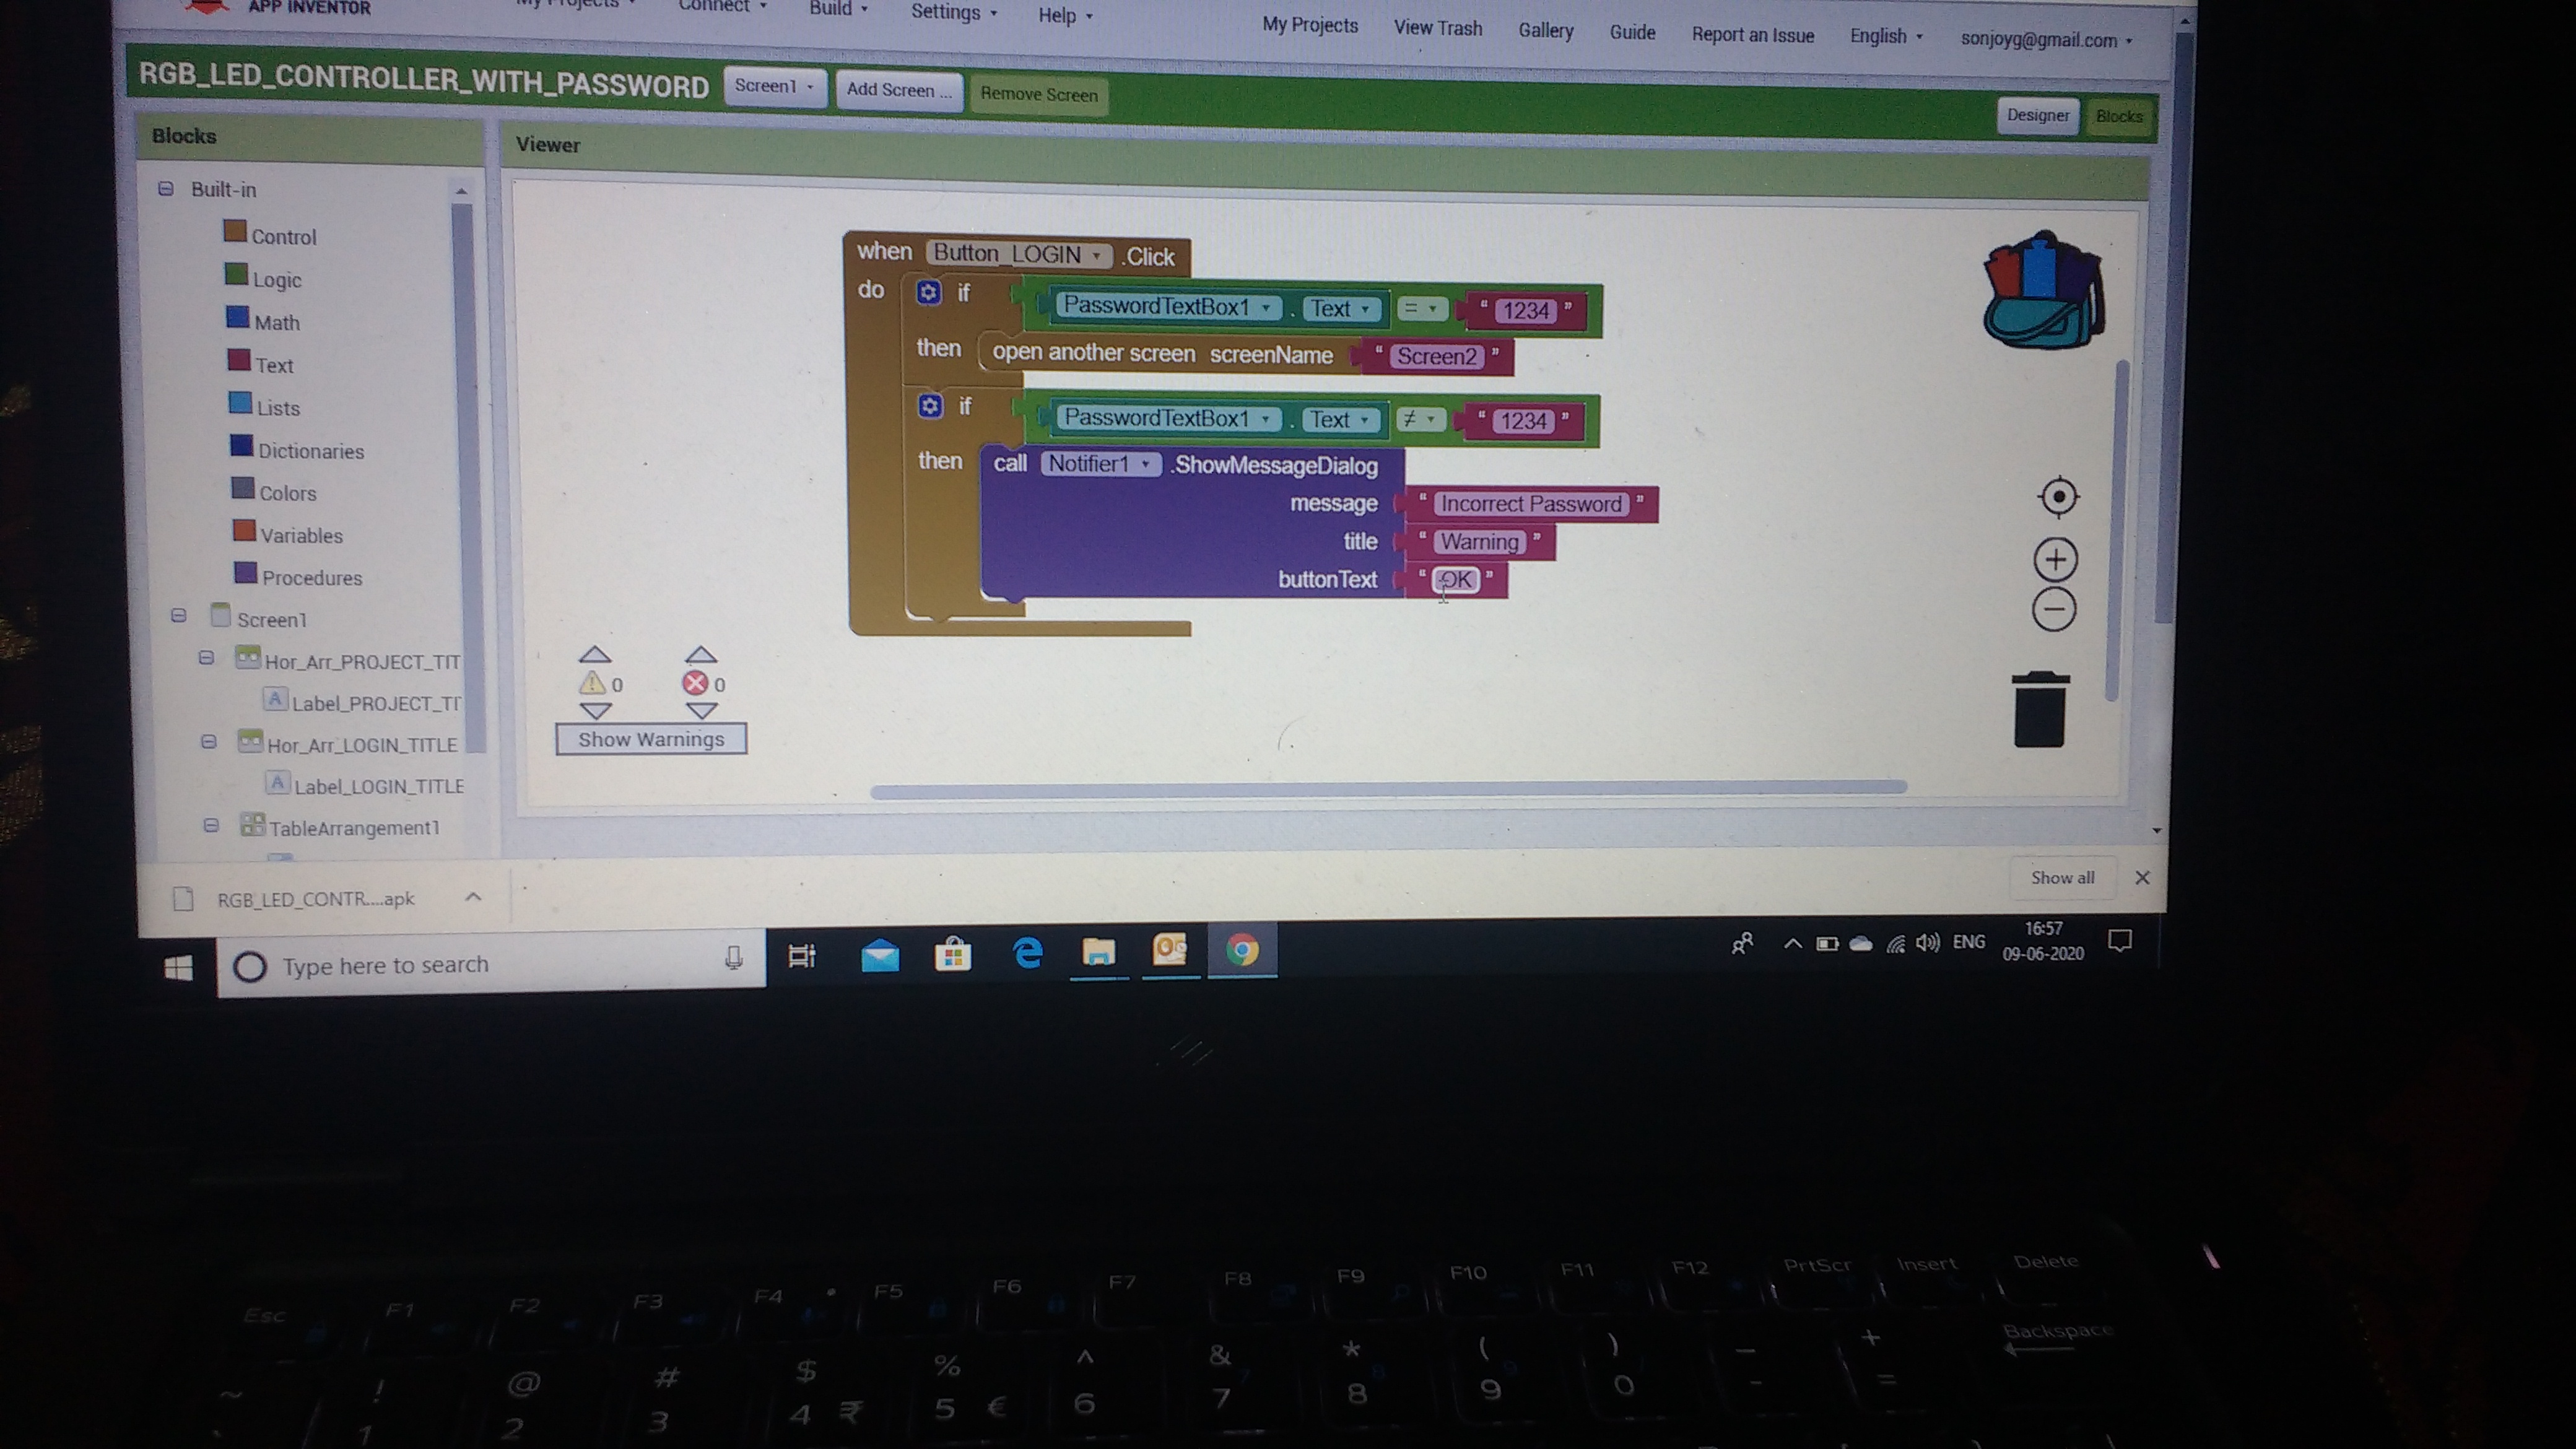 APP INVENTOR
My Projects Connect Build Settings Help My Projects View Trash Gallery Guide Report an Issue English sonjoyg@gmail.com
RGB_LED_CONTROLLER_WITH_PASSWORD Screen1 Add Screen ... Remove Screen Designer Blocks
Blocks
Viewer
Built-in
Control
Logic
Math
Text
Lists
Dictionaries
Colors
Variables
Procedures
Screen1
Hor_Arr_PROJECT_TIT
A Label_PROJECT_TI
Hor_Arr_LOGIN_TITLE
A Label_LOGIN_TITLE
TableArrangement1
when Button_LOGIN .Click
do if PasswordTextBox1 . Text = " 1234 "
then open another screen screenName " Screen2 "
if PasswordTextBox1 . Text ≠ " 1234 "
then call Notifier1 .ShowMessageDialog
message " Incorrect Password "
title " Warning "
buttonText " OK "
0 0
Show Warnings
RGB_LED_CONTR....apk
Show all
Type here to search
ENG
16:57
09-06-2020
Esc F1 F2 F3 F4 F5 F6 F7 F8 F9 F10 F11 F12 PrtScr Insert Delete
~ ! @ # $ % ^ & * ( ) _ + Backspace
` 1 2 3 4 ₹ 5 € 6 7 8 9 0 - =